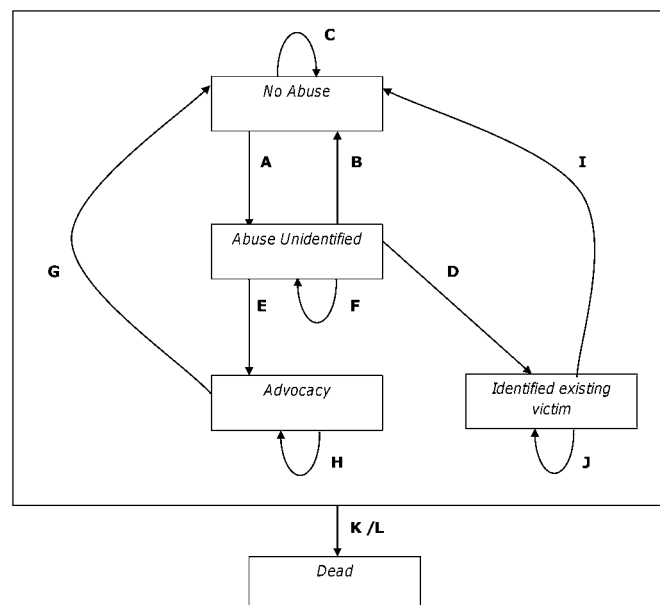 C
No Abuse
A
B
I
Abuse Unidentified
G
D
E
F
Advocacy
Identified existing
victim
H
J
K /L
Dead